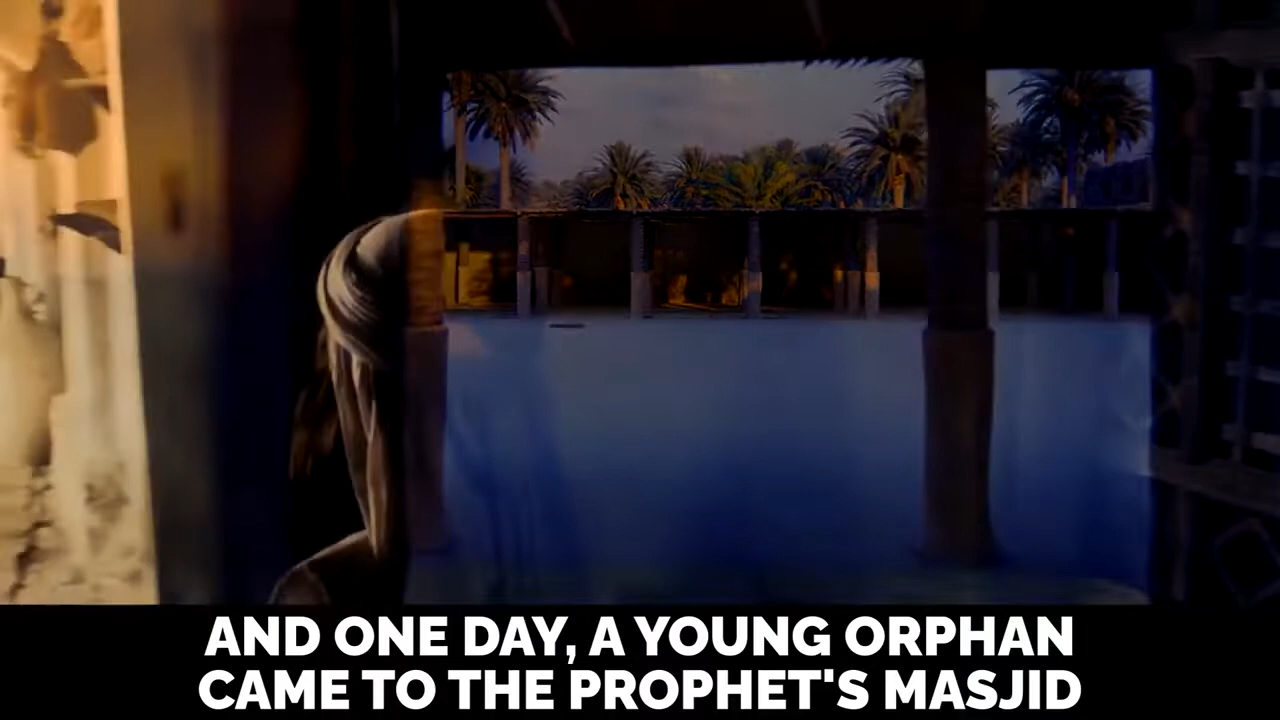 AND ONE DAY, A YOUNG ORPHAN
CAME TO THE PROPHET'S MASJID